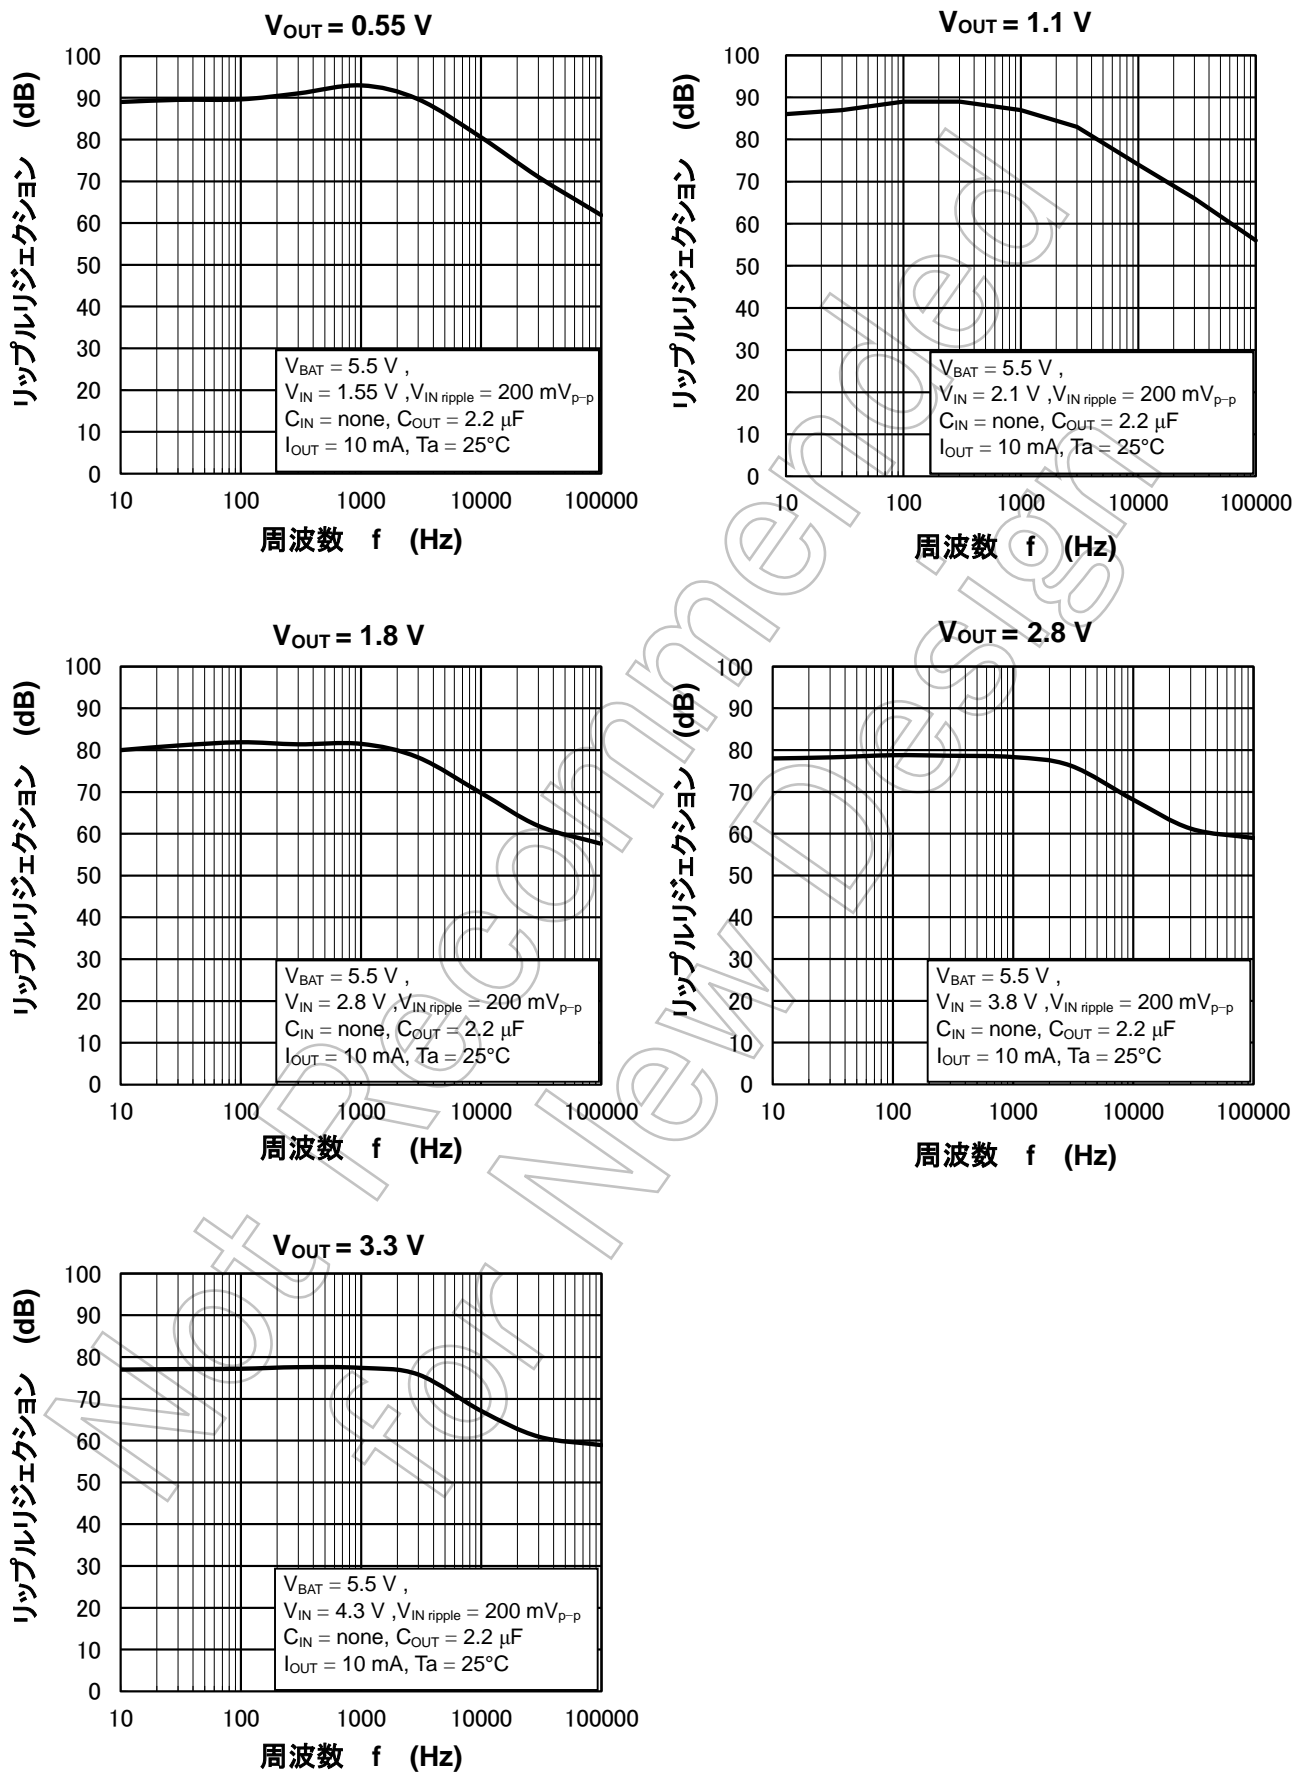 VOUT = 0.55 V
リップルリジェクション (dB)
100
90
80
70
60
50
40
30
20
10
0
VBAT = 5.5 V ,
VIN = 1.55 V ,VIN ripple = 200 mVp-p
CIN = none, COUT = 2.2 μF
IOUT = 10 mA, Ta = 25°C
10 100 1000 10000 100000
周波数 f (Hz)
VOUT = 1.1 V
リップルリジェクション (dB)
100
90
80
70
60
50
40
30
20
10
0
VBAT = 5.5 V ,
VIN = 2.1 V ,VIN ripple = 200 mVp-p
CIN = none, COUT = 2.2 μF
IOUT = 10 mA, Ta = 25°C
10 100 1000 10000 100000
周波数 f (Hz)
VOUT = 1.8 V
リップルリジェクション (dB)
100
90
80
70
60
50
40
30
20
10
0
VBAT = 5.5 V ,
VIN = 2.8 V ,VIN ripple = 200 mVp-p
CIN = none, COUT = 2.2 μF
IOUT = 10 mA, Ta = 25°C
10 100 1000 10000 100000
周波数 f (Hz)
VOUT = 2.8 V
リップルリジェクション (dB)
100
90
80
70
60
50
40
30
20
10
0
VBAT = 5.5 V ,
VIN = 3.8 V ,VIN ripple = 200 mVp-p
CIN = none, COUT = 2.2 μF
IOUT = 10 mA, Ta = 25°C
10 100 1000 10000 100000
周波数 f (Hz)
VOUT = 3.3 V
リップルリジェクション (dB)
100
90
80
70
60
50
40
30
20
10
0
VBAT = 5.5 V ,
VIN = 4.3 V ,VIN ripple = 200 mVp-p
CIN = none, COUT = 2.2 μF
IOUT = 10 mA, Ta = 25°C
10 100 1000 10000 100000
周波数 f (Hz)
Not Recommended
for New Design